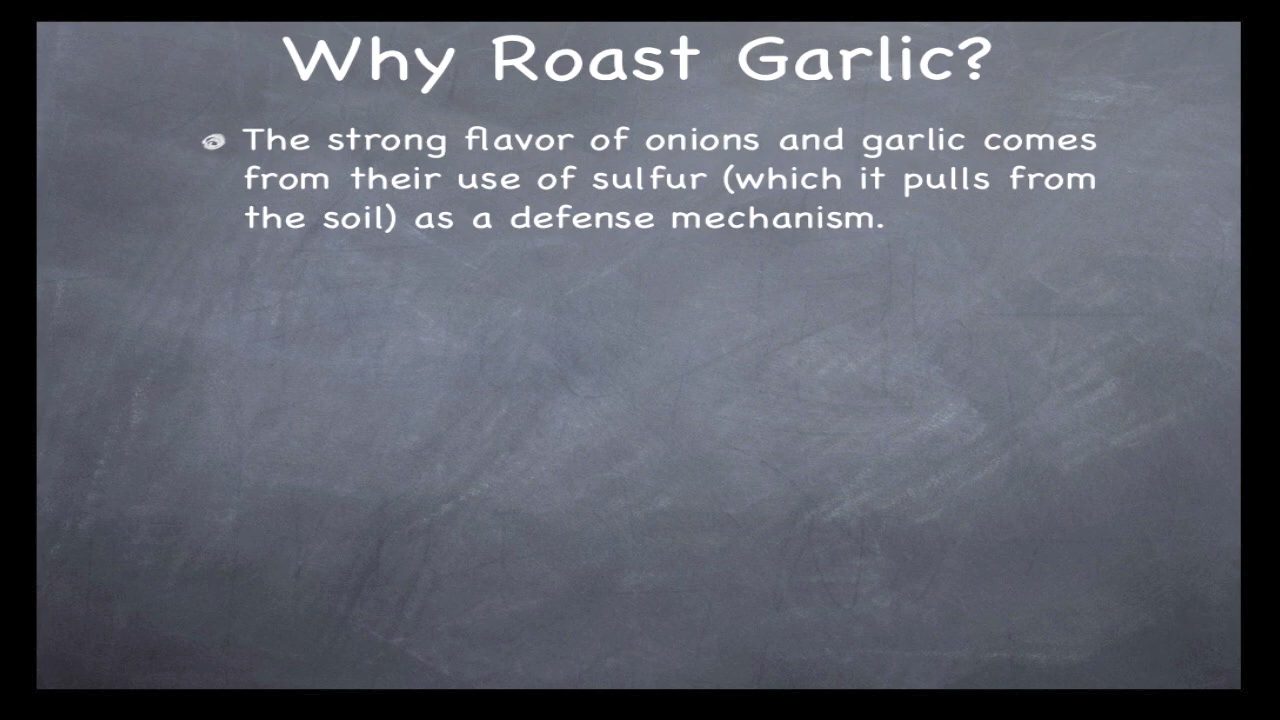 Why Roast Garlic?
The strong flavor of onions and garlic comes
from their use of sulfur (which it pulls from
the soil) as a defense mechanism.